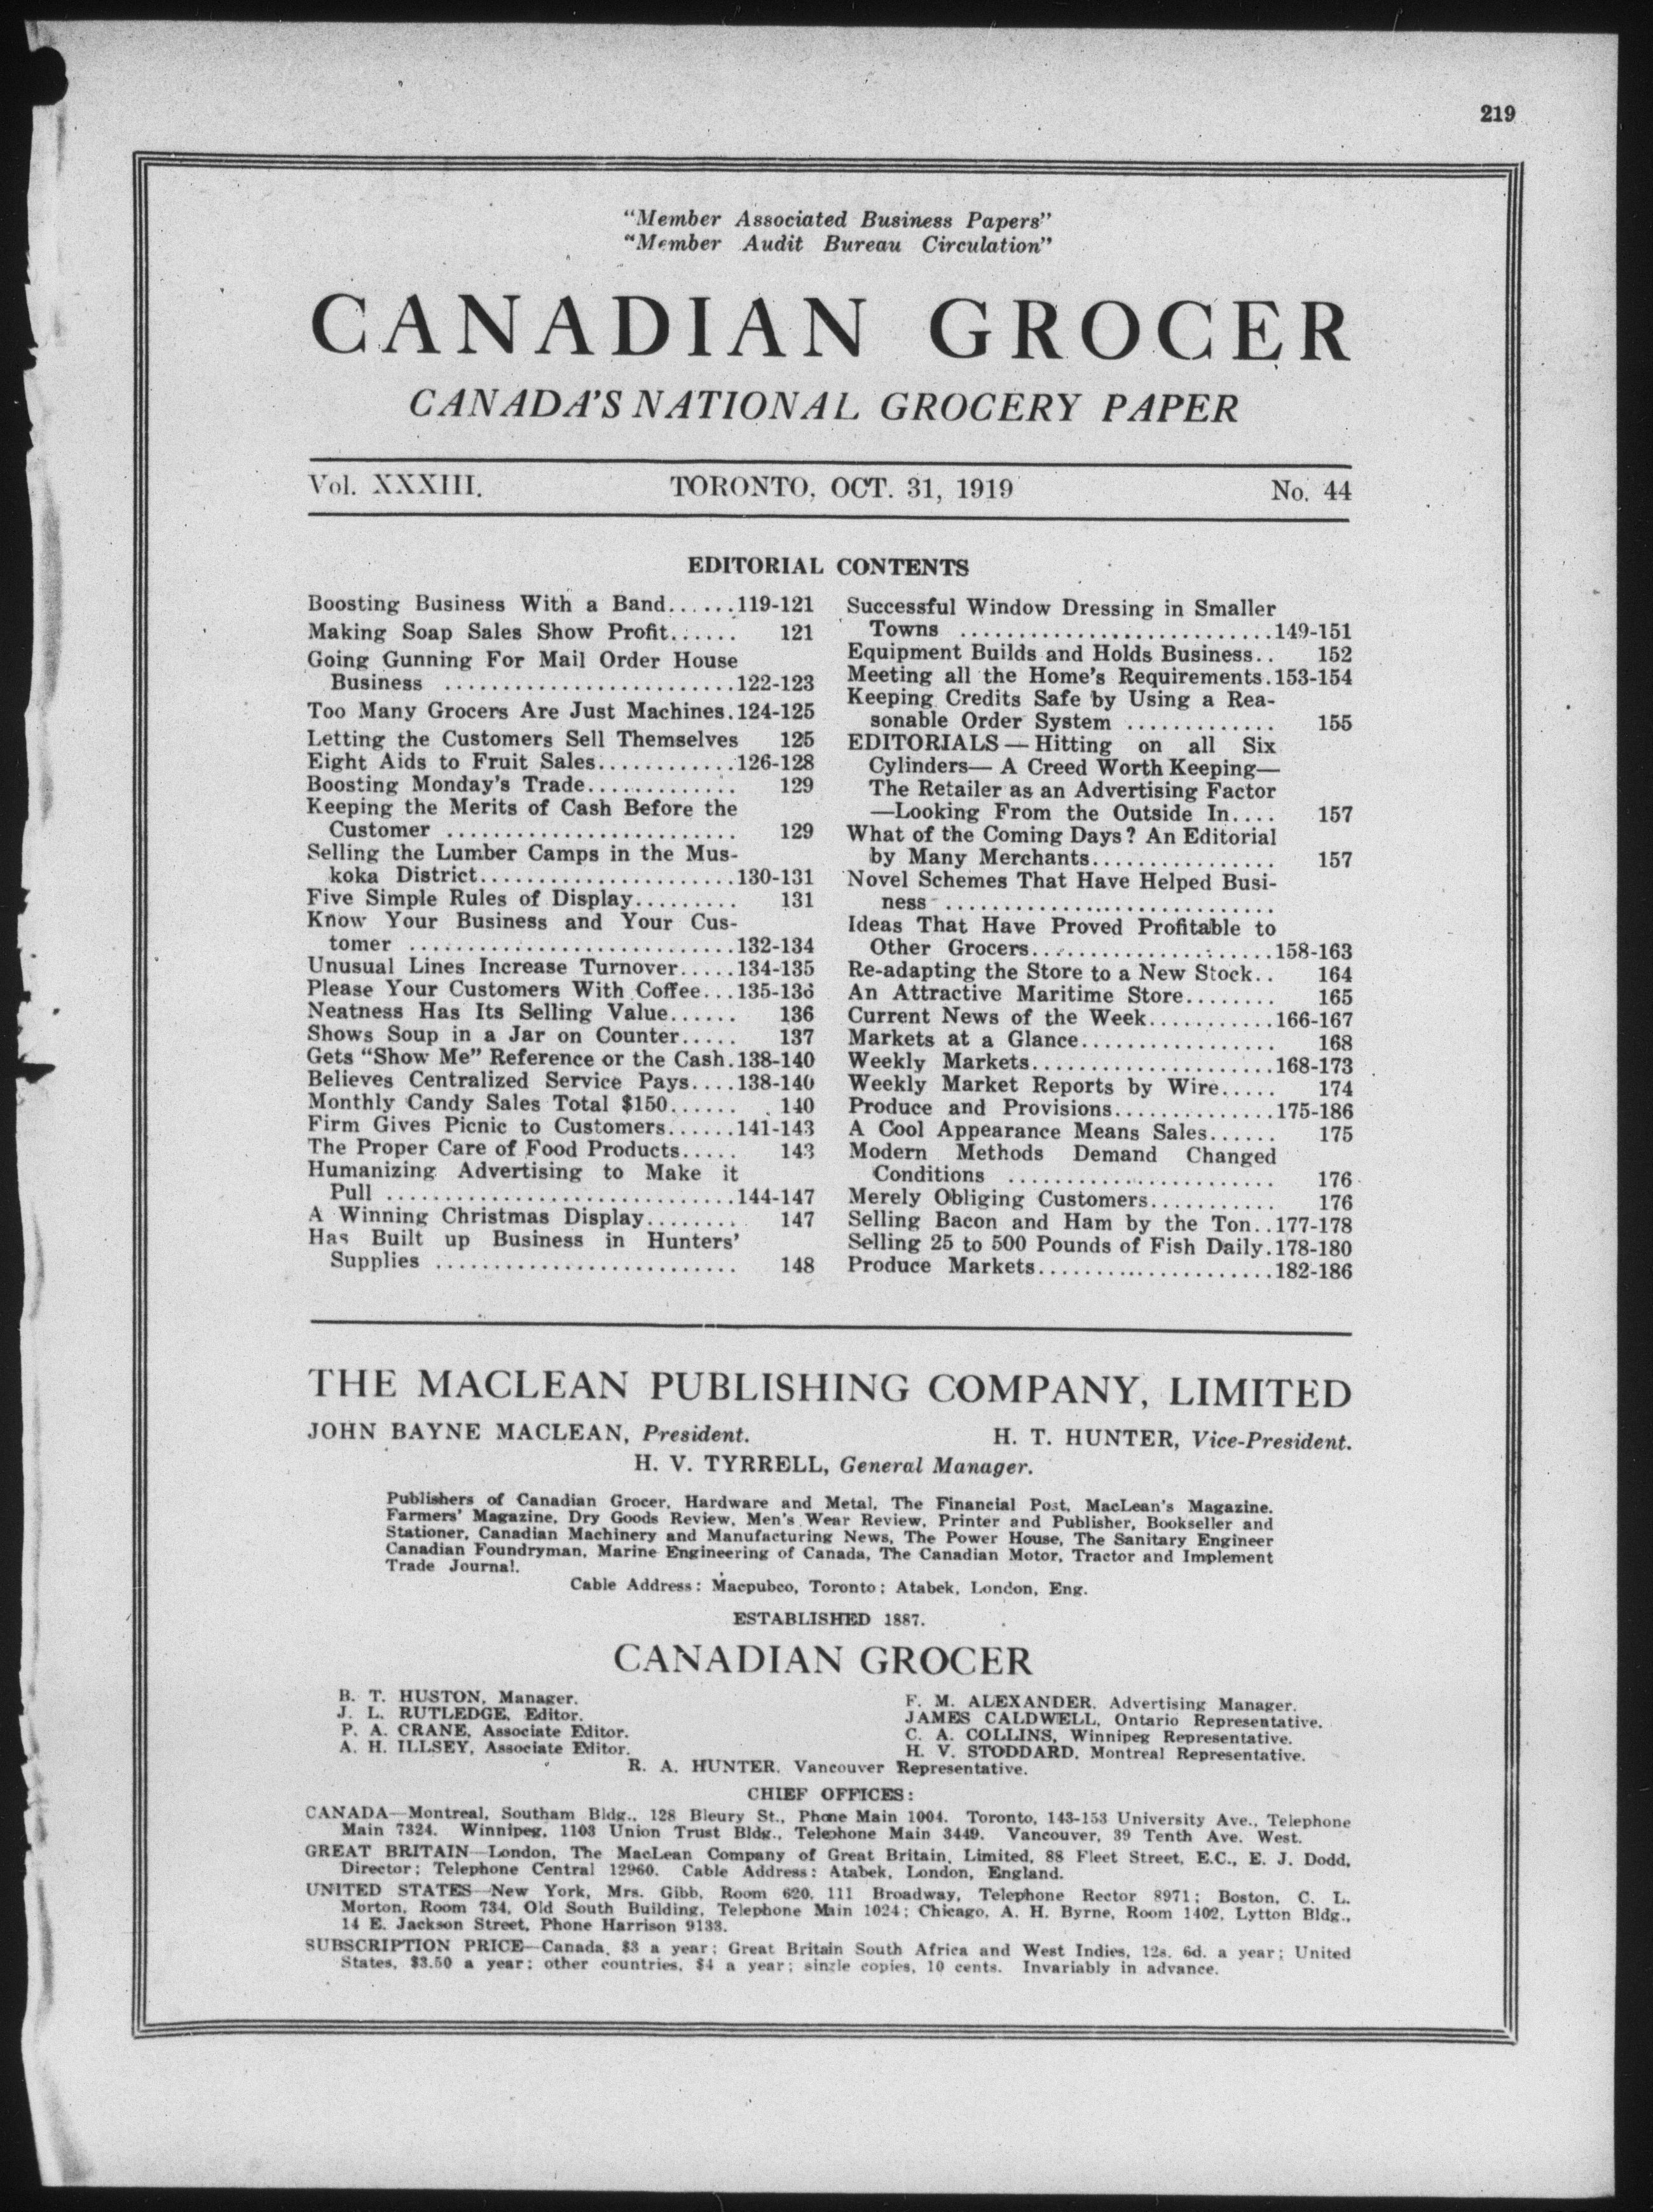 219
"Member Associated Business Papers"
"Member Audit Bureau Circulation"
CANADIAN GROCER
CANADA'S NATIONAL GROCERY PAPER
Vol. XXXIII. TORONTO, OCT. 31, 1919 No. 44
EDITORIAL CONTENTS
Boosting Business With a Band......119-121
Making Soap Sales Show Profit...... 121
Going Gunning For Mail Order House
Business .........................122-123
Too Many Grocers Are Just Machines.124-125
Letting the Customers Sell Themselves 125
Eight Aids to Fruit Sales............126-128
Boosting Monday's Trade............. 129
Keeping the Merits of Cash Before the
Customer ......................... 129
Selling the Lumber Camps in the Mus-
koka District......................130-131
Five Simple Rules of Display......... 131
Know Your Business and Your Cus-
tomer ............................132-134
Unusual Lines Increase Turnover.....134-135
Please Your Customers With Coffee...135-136
Neatness Has Its Selling Value...... 136
Shows Soup in a Jar on Counter..... 137
Gets "Show Me" Reference or the Cash.138-140
Believes Centralized Service Pays....138-140
Monthly Candy Sales Total $150...... 140
Firm Gives Picnic to Customers......141-143
The Proper Care of Food Products..... 143
Humanizing Advertising to Make it
Pull ..............................144-147
A Winning Christmas Display........ 147
Has Built up Business in Hunters'
Supplies .......................... 148
Successful Window Dressing in Smaller
Towns ...........................149-151
Equipment Builds and Holds Business.. 152
Meeting all the Home's Requirements.153-154
Keeping Credits Safe by Using a Rea-
sonable Order System ............. 155
EDITORIALS — Hitting on all Six
Cylinders— A Creed Worth Keeping—
The Retailer as an Advertising Factor
—Looking From the Outside In.... 157
What of the Coming Days? An Editorial
by Many Merchants................ 157
Novel Schemes That Have Helped Busi-
ness ............................
Ideas That Have Proved Profitable to
Other Grocers.....................158-163
Re-adapting the Store to a New Stock.. 164
An Attractive Maritime Store........ 165
Current News of the Week...........166-167
Markets at a Glance................. 168
Weekly Markets.....................168-173
Weekly Market Reports by Wire..... 174
Produce and Provisions..............175-186
A Cool Appearance Means Sales...... 175
Modern Methods Demand Changed
Conditions ....................... 176
Merely Obliging Customers........... 176
Selling Bacon and Ham by the Ton..177-178
Selling 25 to 500 Pounds of Fish Daily.178-180
Produce Markets....................182-186
THE MACLEAN PUBLISHING COMPANY, LIMITED
JOHN BAYNE MACLEAN, President. H. T. HUNTER, Vice-President.
H. V. TYRRELL, General Manager.
Publishers of Canadian Grocer, Hardware and Metal, The Financial Post, MacLean's Magazine,
Farmers' Magazine, Dry Goods Review, Men's Wear Review, Printer and Publisher, Bookseller and
Stationer, Canadian Machinery and Manufacturing News, The Power House, The Sanitary Engineer
Canadian Foundryman, Marine Engineering of Canada, The Canadian Motor, Tractor and Implement
Trade Journal.
Cable Address: Macpubco, Toronto; Atabek, London, Eng.
ESTABLISHED 1887.
CANADIAN GROCER
B. T. HUSTON, Manager.
J. L. RUTLEDGE, Editor.
P. A. CRANE, Associate Editor.
A. H. ILLSEY, Associate Editor.
F. M. ALEXANDER, Advertising Manager.
JAMES CALDWELL, Ontario Representative.
C. A. COLLINS, Winnipeg Representative.
H. V. STODDARD, Montreal Representative.
R. A. HUNTER, Vancouver Representative.
CHIEF OFFICES:
CANADA—Montreal, Southam Bldg., 128 Bleury St., Phone Main 1004. Toronto, 143-153 University Ave., Telephone
Main 7324. Winnipeg, 1103 Union Trust Bldg., Telephone Main 3449. Vancouver, 39 Tenth Ave. West.
GREAT BRITAIN—London, The MacLean Company of Great Britain, Limited, 88 Fleet Street, E.C., E. J. Dodd,
Director; Telephone Central 12960. Cable Address: Atabek, London, England.
UNITED STATES—New York, Mrs. Gibb, Room 620, 111 Broadway, Telephone Rector 8971; Boston, C. L.
Morton, Room 734, Old South Building, Telephone Main 1024; Chicago, A. H. Byrne, Room 1402, Lytton Bldg.,
14 E. Jackson Street, Phone Harrison 9133.
SUBSCRIPTION PRICE—Canada, $3 a year; Great Britain South Africa and West Indies, 12s. 6d. a year; United
States, $3.50 a year; other countries, $4 a year; single copies, 10 cents. Invariably in advance.